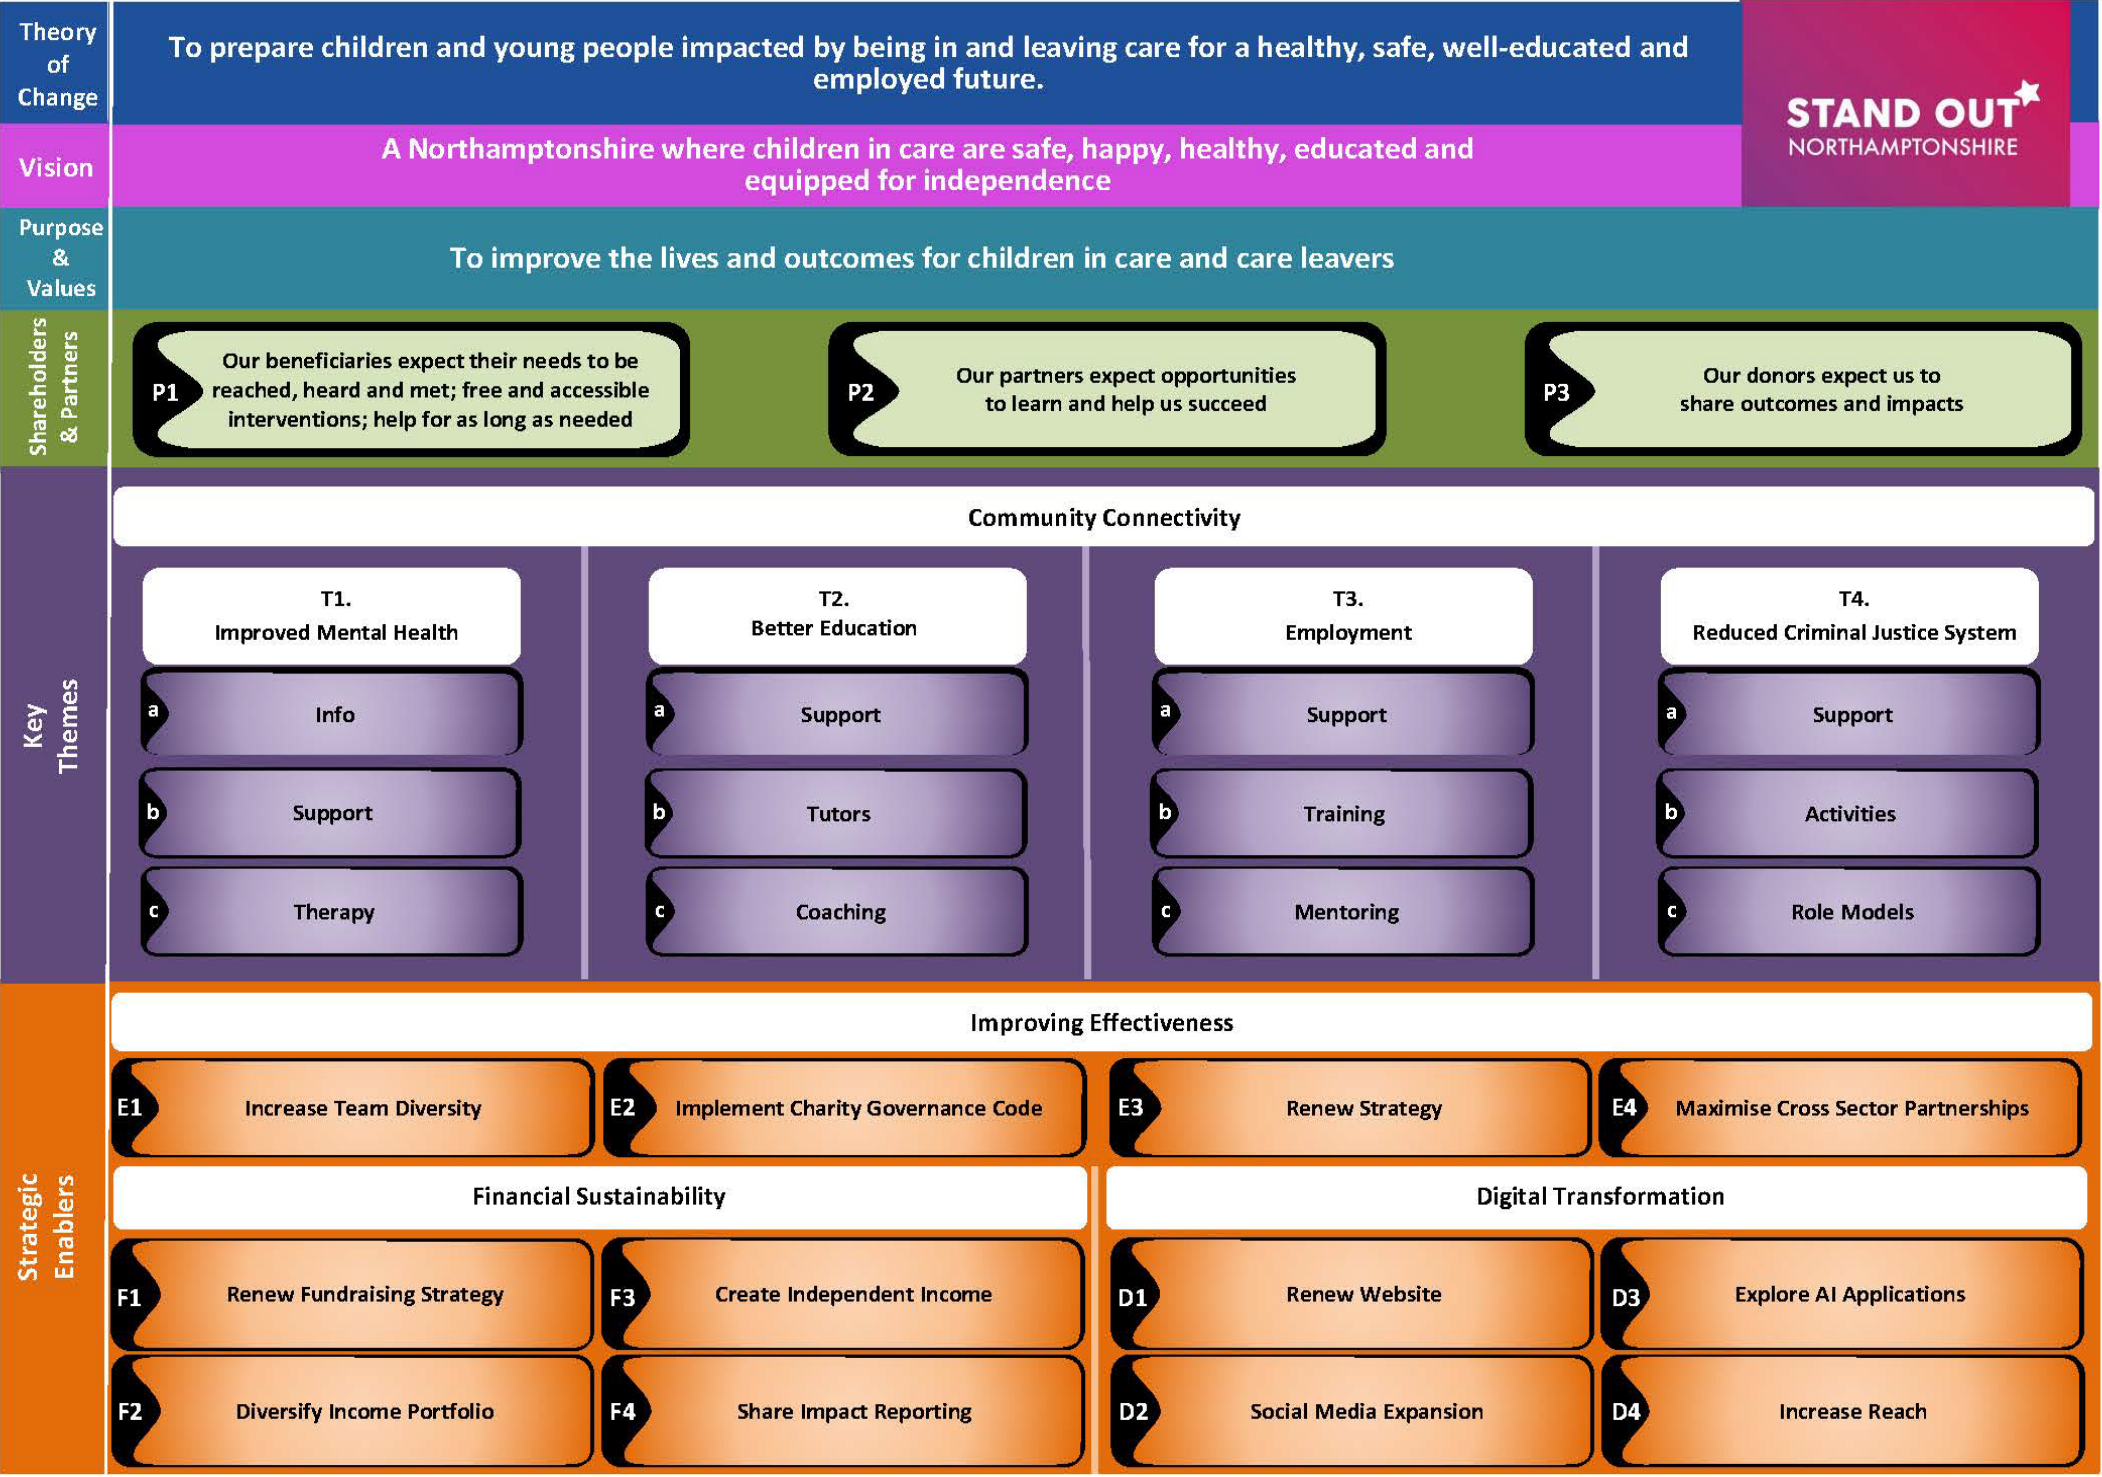 Theory
of
Change
To prepare children and young people impacted by being in and leaving care for a healthy, safe, well-educated and
employed future.
STAND OUT
NORTHAMPTONSHIRE
Vision
A Northamptonshire where children in care are safe, happy, healthy, educated and
equipped for independence
Purpose
&
Values
To improve the lives and outcomes for children in care and care leavers
Shareholders
& Partners
P1
Our beneficiaries expect their needs to be
reached, heard and met; free and accessible
interventions; help for as long as needed
P2
Our partners expect opportunities
to learn and help us succeed
P3
Our donors expect us to
share outcomes and impacts
Key
Themes
Community Connectivity
T1.
Improved Mental Health
a
Info
b
Support
c
Therapy
T2.
Better Education
a
Support
b
Tutors
c
Coaching
T3.
Employment
a
Support
b
Training
c
Mentoring
T4.
Reduced Criminal Justice System
a
Support
b
Activities
c
Role Models
Strategic
Enablers
Improving Effectiveness
E1
Increase Team Diversity
E2
Implement Charity Governance Code
E3
Renew Strategy
E4
Maximise Cross Sector Partnerships
Financial Sustainability
F1
Renew Fundraising Strategy
F3
Create Independent Income
F2
Diversify Income Portfolio
F4
Share Impact Reporting
Digital Transformation
D1
Renew Website
D3
Explore AI Applications
D2
Social Media Expansion
D4
Increase Reach